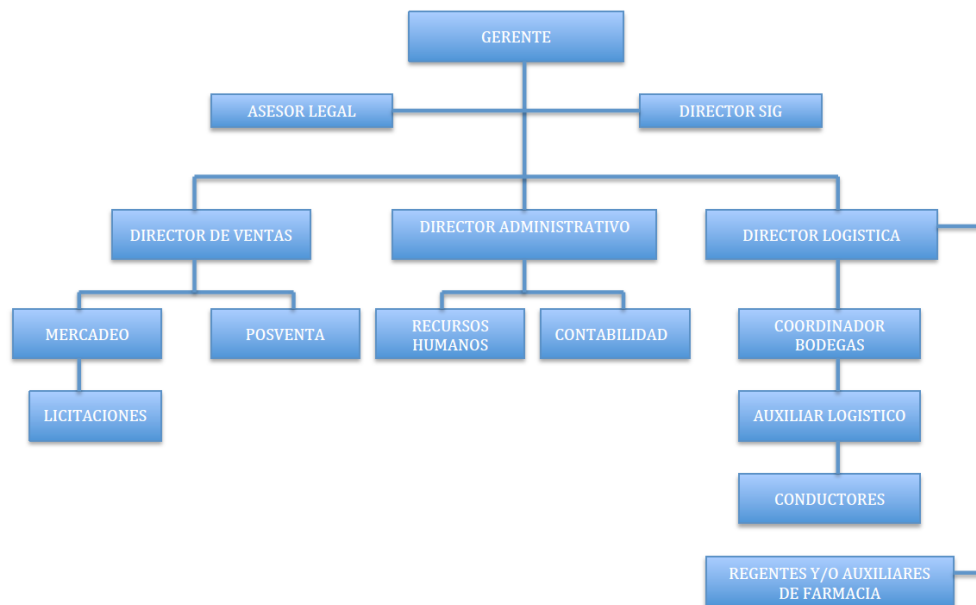 GERENTE
ASESOR LEGAL
DIRECTOR SIG
DIRECTOR DE VENTAS
DIRECTOR ADMINISTRATIVO
DIRECTOR LOGISTICA
MERCADEO
POSVENTA
RECURSOS
HUMANOS
CONTABILIDAD
COORDINADOR
BODEGAS
LICITACIONES
AUXILIAR LOGISTICO
CONDUCTORES
REGENTES Y/O AUXILIARES
DE FARMACIA